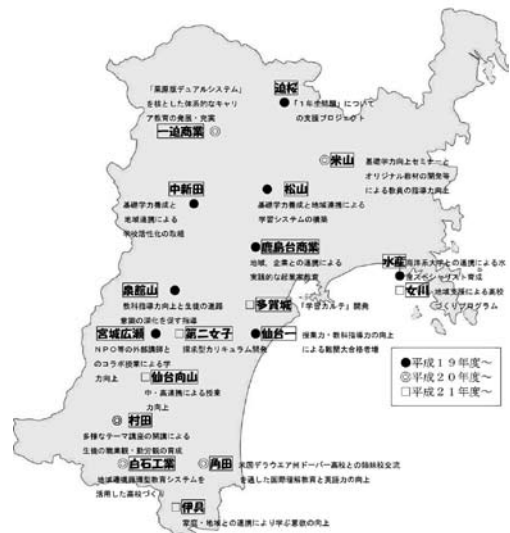 迫桜
●「1年生問題」について
の支援プロジェクト
「栗原版デュアルシステム」
を核とした体系的なキャリ
ア教育の発展・充実
一迫商業 ◎
◎米山
基礎学力向上セミナーと
オリジナル教材の開発等
による教員の指導力向上
中新田
●
基礎学力養成と
地域連携による
学校活性化の取組
● 松山
基礎学力養成と地域連携による
学習システムの構築
●鹿島台商業
地域、企業との連携による
実践的な起業家教育
水産
海洋系大学との連携による水
●産スペシャリスト育成
□女川
地域支援による高校
づくりプログラム
泉館山 ●
教科指導力向上と生徒の進路
意識の深化を促す指導
□多賀城
「学習カルテ」開発
宮城広瀬 ●
NPO等の外部講師と
のコラボ授業による学
力向上
□第二女子
探求型カリキュラム開発
●仙台一
授業力・教科指導力の向上
による難関大合格者増
□仙台向山
中・高連携による授業
力向上
●平成19年度～
◎平成20年度～
□平成21年度～
◎ 村田
多様なテーマ講座の開講による
生徒の職業観・勤労観の育成
◎白石工業
地域環境循環型教育システムを
活用した高校づくり
◎角田
米国デラウエア州ドーバー高校との姉妹校交流
を通した国際理解教育と英語力の向上
□伊具
家庭・地域との連携により学ぶ意欲の向上